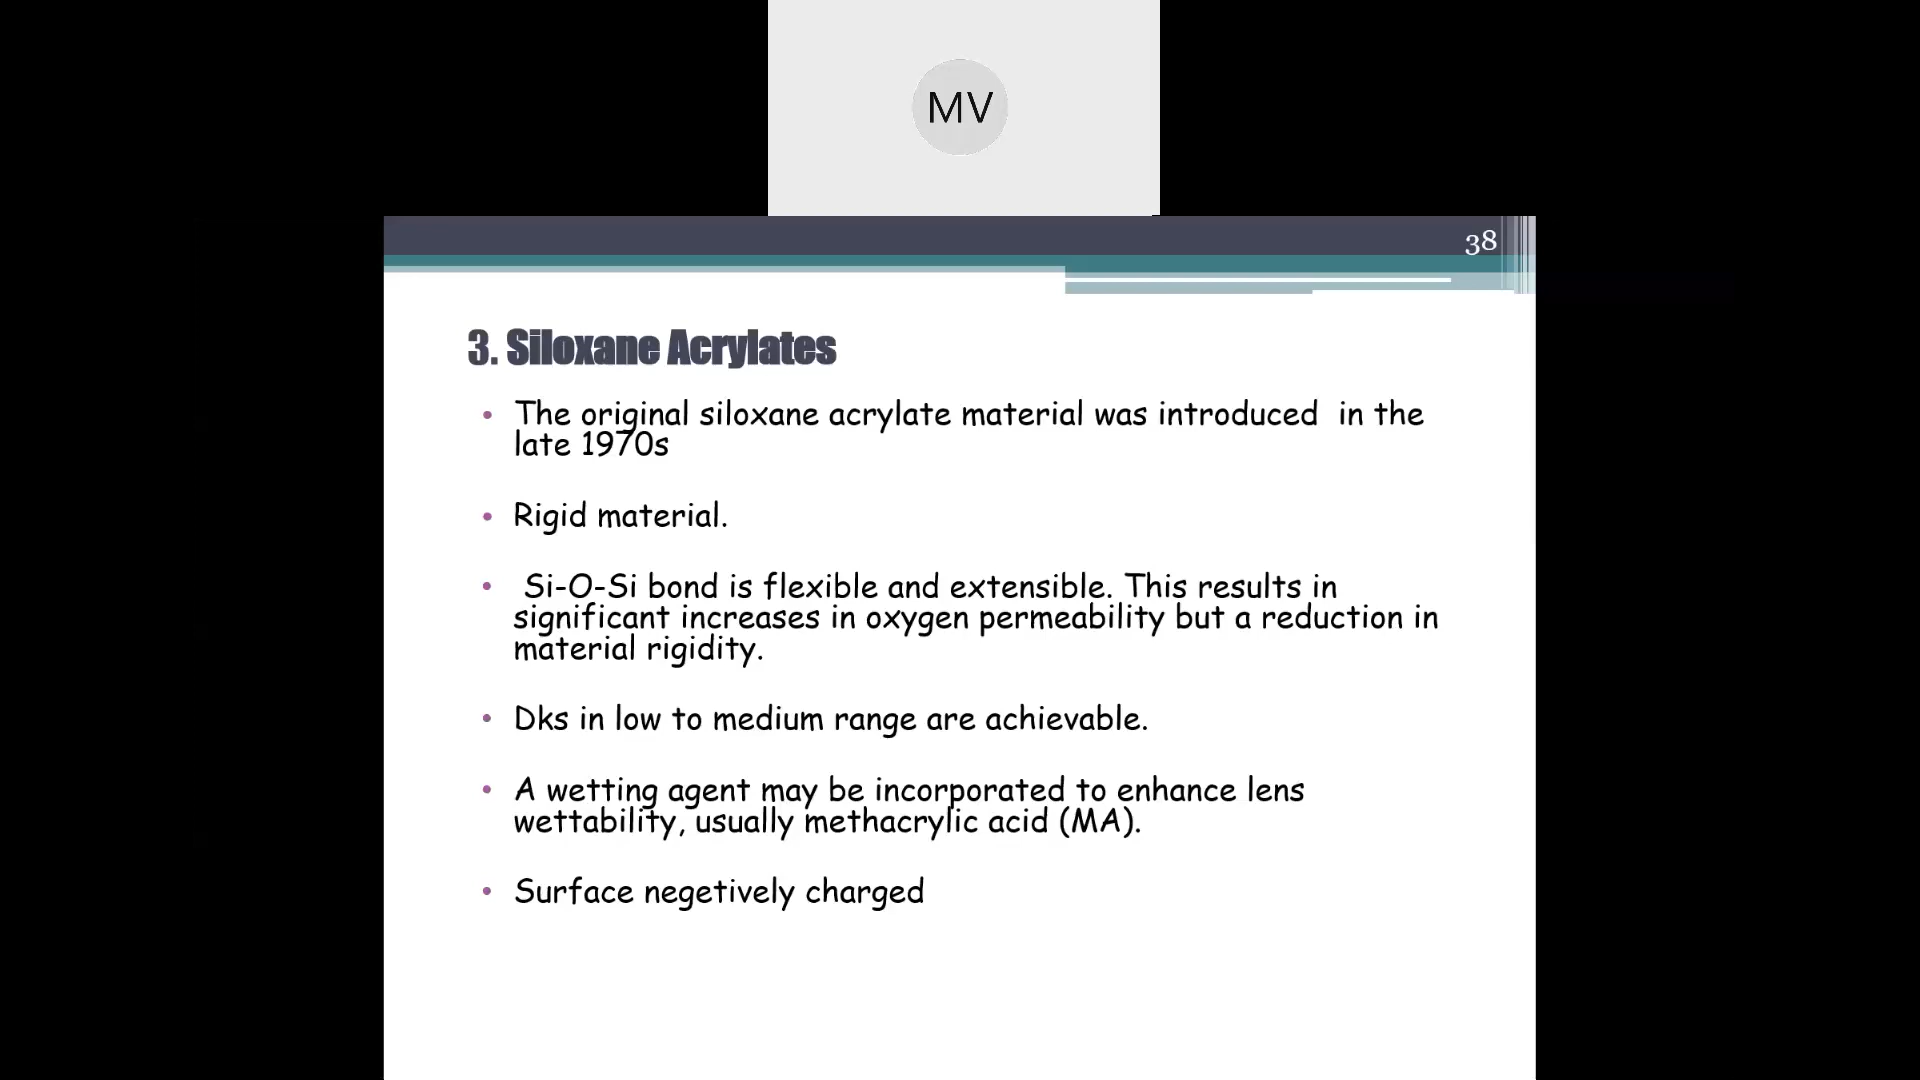 MV
38
3. Siloxane Acrylates
• The original siloxane acrylate material was introduced  in the
late 1970s
• Rigid material.
• Si-O-Si bond is flexible and extensible. This results in
significant increases in oxygen permeability but a reduction in
material rigidity.
• Dks in low to medium range are achievable.
• A wetting agent may be incorporated to enhance lens
wettability, usually methacrylic acid (MA).
• Surface negetively charged